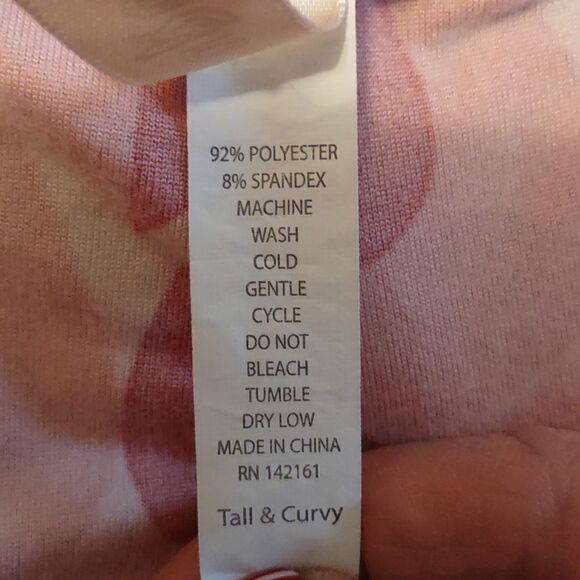 92% POLYESTER
8% SPANDEX
MACHINE
WASH
COLD
GENTLE
CYCLE
DO NOT
BLEACH
TUMBLE
DRY LOW
MADE IN CHINA
RN 142161
Tall & Curvy